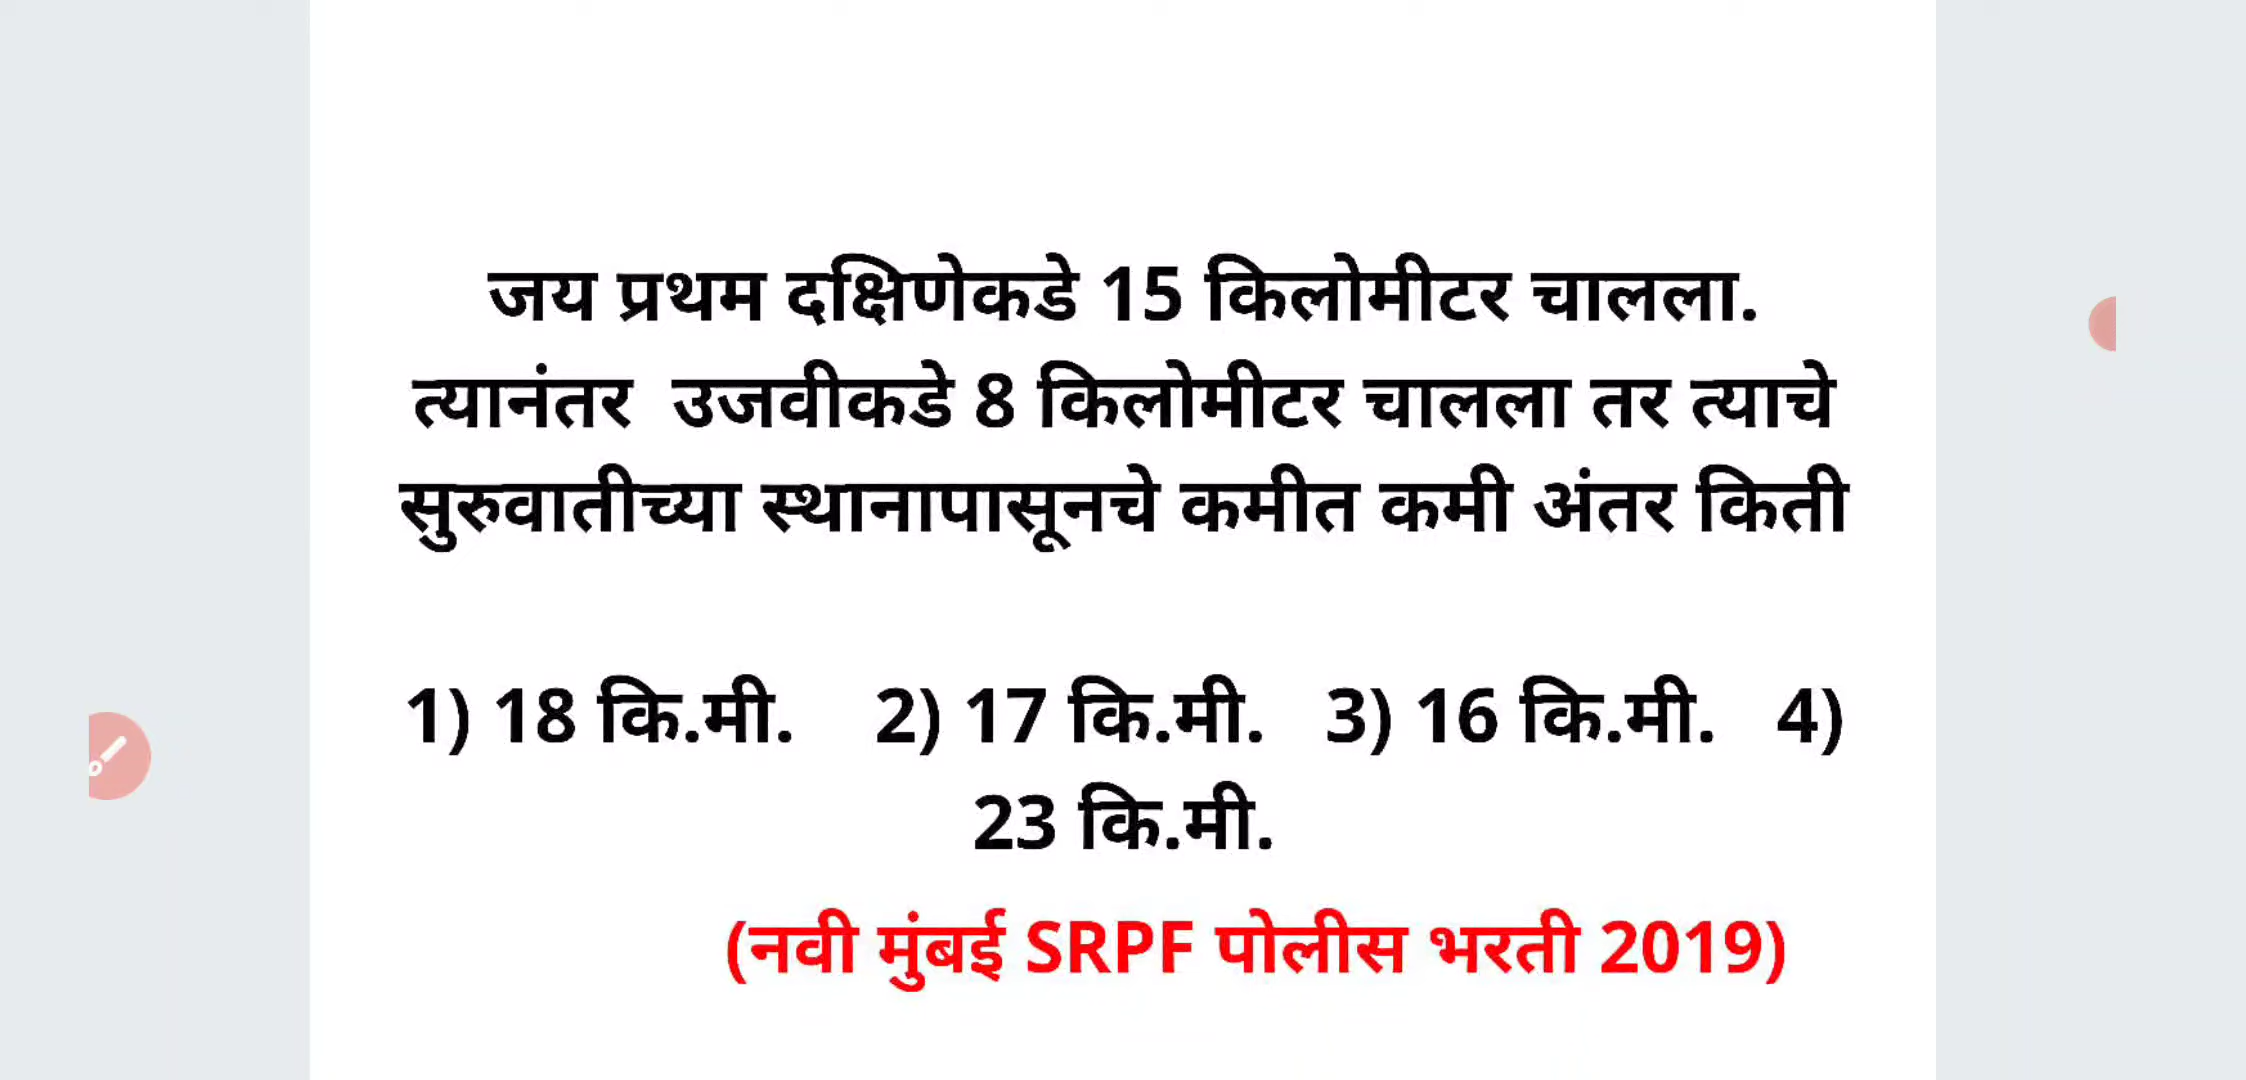 जय प्रथम दक्षिणेकडे 15 किलोमीटर चालला.
त्यानंतर उजवीकडे 8 किलोमीटर चालला तर त्याचे
सुरुवातीच्या स्थानापासूनचे कमीत कमी अंतर किती
1) 18 कि.मी. 2) 17 कि.मी. 3) 16 कि.मी. 4)
23 कि.मी.
(नवी मुंबई SRPF पोलीस भरती 2019)